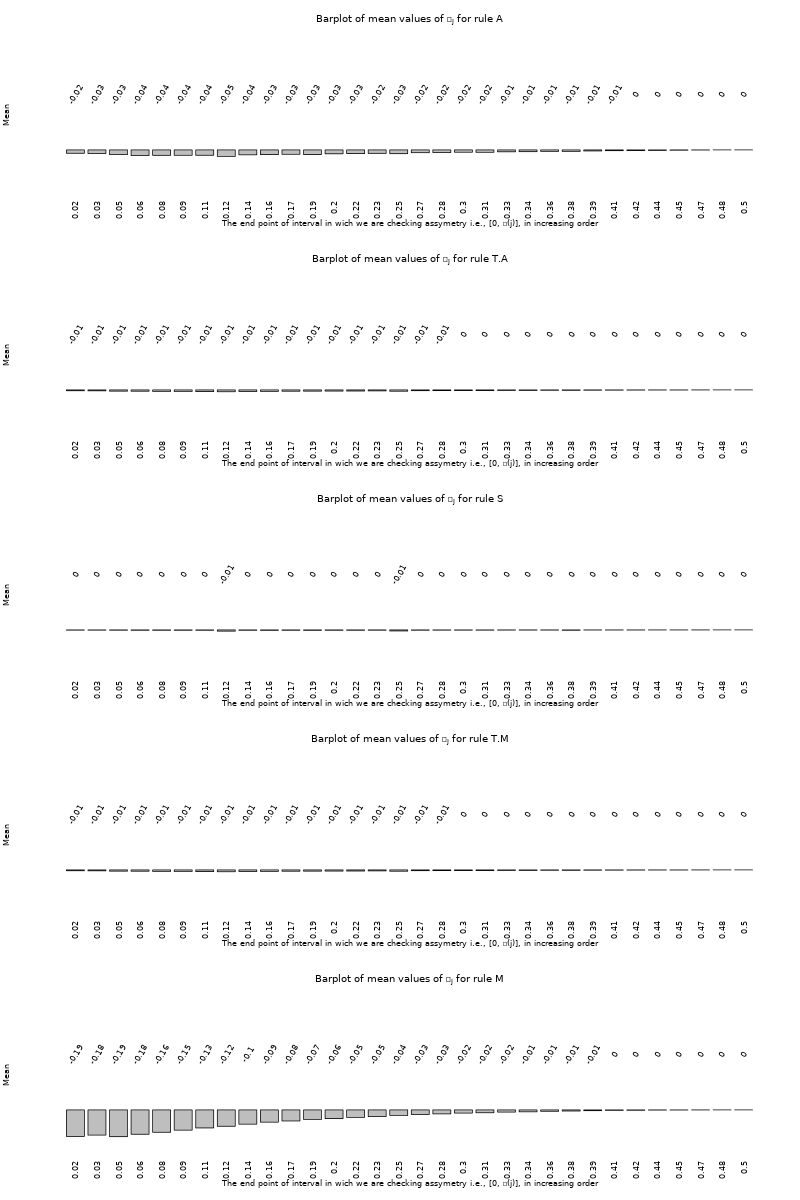 Barplot of mean values of □j for rule A
Mean
-0.02 -0.03 -0.03 -0.04 -0.04 -0.04 -0.04 -0.05 -0.04 -0.03 -0.03 -0.03 -0.03 -0.03 -0.02 -0.03 -0.02 -0.02 -0.02 -0.02 -0.01 -0.01 -0.01 -0.01 -0.01 -0.01 0 0 0 0 0 0
0.02 0.03 0.05 0.06 0.08 0.09 0.11 0.12 0.14 0.16 0.17 0.19 0.2 0.22 0.23 0.25 0.27 0.28 0.3 0.31 0.33 0.34 0.36 0.38 0.39 0.41 0.42 0.44 0.45 0.47 0.48 0.5
The end point of interval in wich we are checking assymetry i.e., [0, □(j)], in increasing order
Barplot of mean values of □j for rule T.A
Mean
-0.01 -0.01 -0.01 -0.01 -0.01 -0.01 -0.01 -0.01 -0.01 -0.01 -0.01 -0.01 -0.01 -0.01 -0.01 -0.01 -0.01 -0.01 0 0 0 0 0 0 0 0 0 0 0 0 0 0
0.02 0.03 0.05 0.06 0.08 0.09 0.11 0.12 0.14 0.16 0.17 0.19 0.2 0.22 0.23 0.25 0.27 0.28 0.3 0.31 0.33 0.34 0.36 0.38 0.39 0.41 0.42 0.44 0.45 0.47 0.48 0.5
The end point of interval in wich we are checking assymetry i.e., [0, □(j)], in increasing order
Barplot of mean values of □j for rule S
Mean
0 0 0 0 0 0 0 -0.01 0 0 0 0 0 0 0 -0.01 0 0 0 0 0 0 0 0 0 0 0 0 0 0 0 0
0.02 0.03 0.05 0.06 0.08 0.09 0.11 0.12 0.14 0.16 0.17 0.19 0.2 0.22 0.23 0.25 0.27 0.28 0.3 0.31 0.33 0.34 0.36 0.38 0.39 0.41 0.42 0.44 0.45 0.47 0.48 0.5
The end point of interval in wich we are checking assymetry i.e., [0, □(j)], in increasing order
Barplot of mean values of □j for rule T.M
Mean
-0.01 -0.01 -0.01 -0.01 -0.01 -0.01 -0.01 -0.01 -0.01 -0.01 -0.01 -0.01 -0.01 -0.01 -0.01 -0.01 -0.01 -0.01 0 0 0 0 0 0 0 0 0 0 0 0 0 0
0.02 0.03 0.05 0.06 0.08 0.09 0.11 0.12 0.14 0.16 0.17 0.19 0.2 0.22 0.23 0.25 0.27 0.28 0.3 0.31 0.33 0.34 0.36 0.38 0.39 0.41 0.42 0.44 0.45 0.47 0.48 0.5
The end point of interval in wich we are checking assymetry i.e., [0, □(j)], in increasing order
Barplot of mean values of □j for rule M
Mean
-0.19 -0.18 -0.19 -0.18 -0.16 -0.15 -0.13 -0.12 -0.1 -0.09 -0.08 -0.07 -0.06 -0.05 -0.05 -0.04 -0.03 -0.03 -0.02 -0.02 -0.02 -0.01 -0.01 -0.01 -0.01 0 0 0 0 0 0 0
0.02 0.03 0.05 0.06 0.08 0.09 0.11 0.12 0.14 0.16 0.17 0.19 0.2 0.22 0.23 0.25 0.27 0.28 0.3 0.31 0.33 0.34 0.36 0.38 0.39 0.41 0.42 0.44 0.45 0.47 0.48 0.5
The end point of interval in wich we are checking assymetry i.e., [0, □(j)], in increasing order